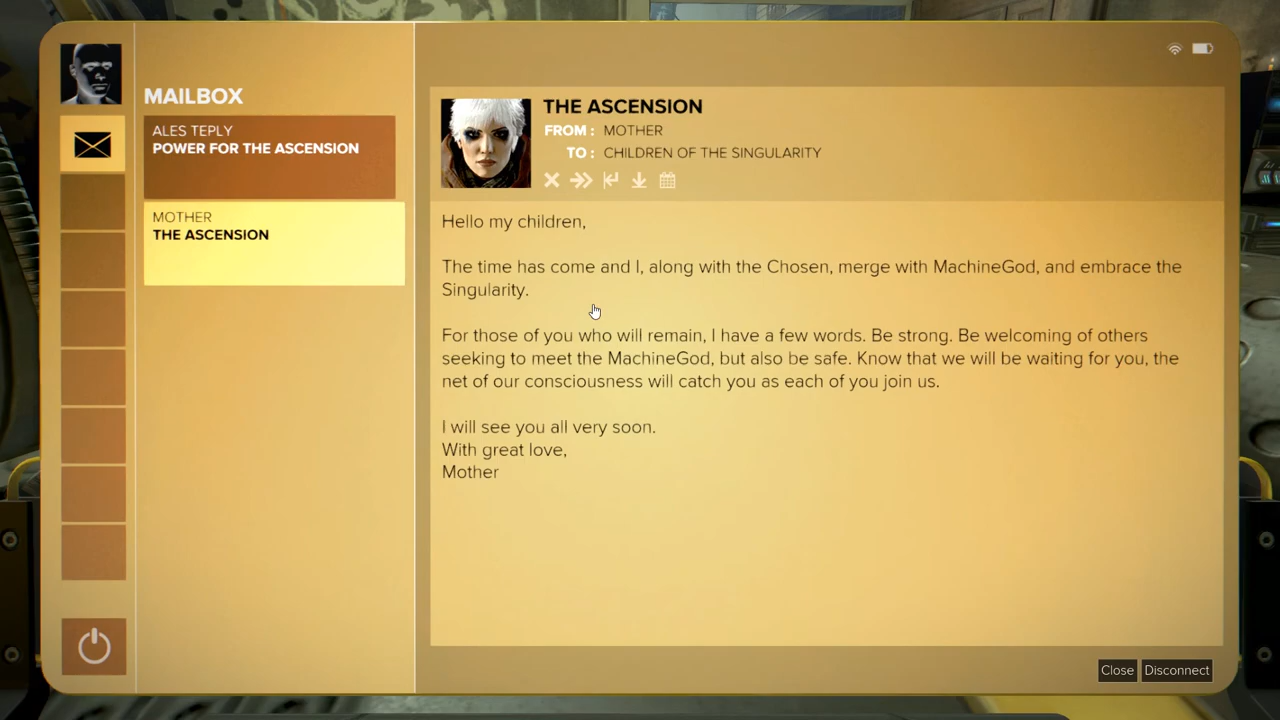 MAILBOX
ALES TEPLY
POWER FOR THE ASCENSION
MOTHER
THE ASCENSION
THE ASCENSION
FROM : MOTHER
TO : CHILDREN OF THE SINGULARITY
Hello my children,
The time has come and I, along with the Chosen, merge with MachineGod, and embrace the
Singularity.
For those of you who will remain, I have a few words. Be strong. Be welcoming of others
seeking to meet the MachineGod, but also be safe. Know that we will be waiting for you, the
net of our consciousness will catch you as each of you join us.
I will see you all very soon.
With great love,
Mother
Close Disconnect